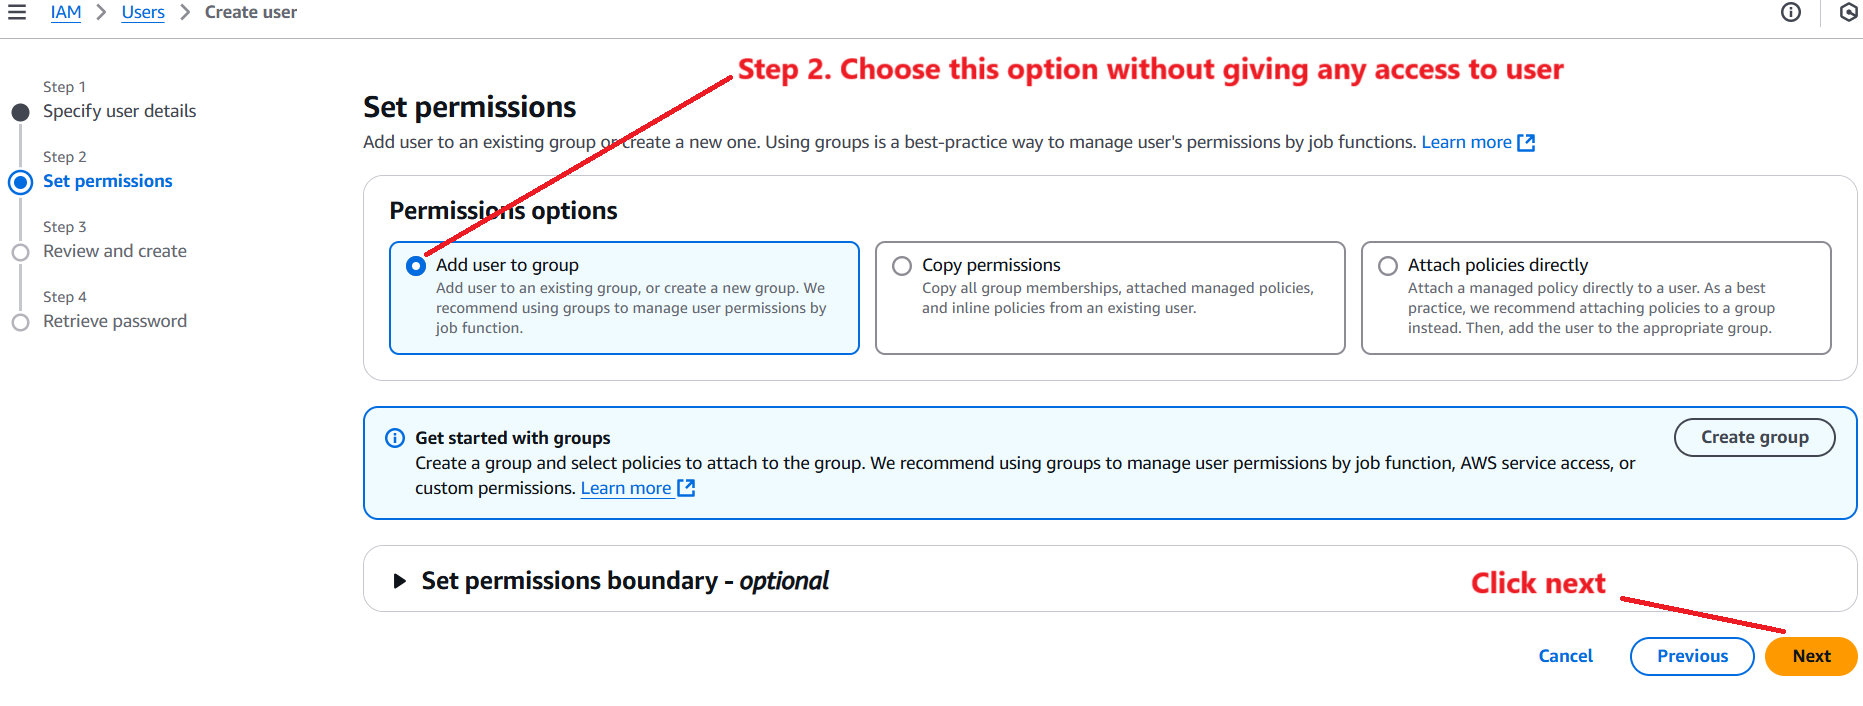 IAM > Users > Create user
Step 2. Choose this option without giving any access to user
Step 1
Specify user details
Step 2
Set permissions
Step 3
Review and create
Step 4
Retrieve password
Set permissions
Add user to an existing group or create a new one. Using groups is a best-practice way to manage user's permissions by job functions. Learn more
Permissions options
Add user to group
Add user to an existing group, or create a new group. We
recommend using groups to manage user permissions by
job function.
Copy permissions
Copy all group memberships, attached managed policies,
and inline policies from an existing user.
Attach policies directly
Attach a managed policy directly to a user. As a best
practice, we recommend attaching policies to a group
instead. Then, add the user to the appropriate group.
Get started with groups
Create a group and select policies to attach to the group. We recommend using groups to manage user permissions by job function, AWS service access, or
custom permissions. Learn more
Create group
Set permissions boundary - optional
Click next
Cancel
Previous
Next